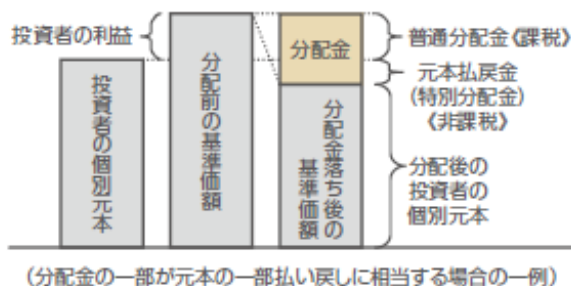 投資者の利益
投資者の個別元本
分配前の基準価額
分配金
分配金落ち後の
基準価額
普通分配金《課税》
元本払戻金
(特別分配金)
《非課税》
分配後の
投資者の
個別元本
(分配金の一部が元本の一部払い戻しに相当する場合の一例)